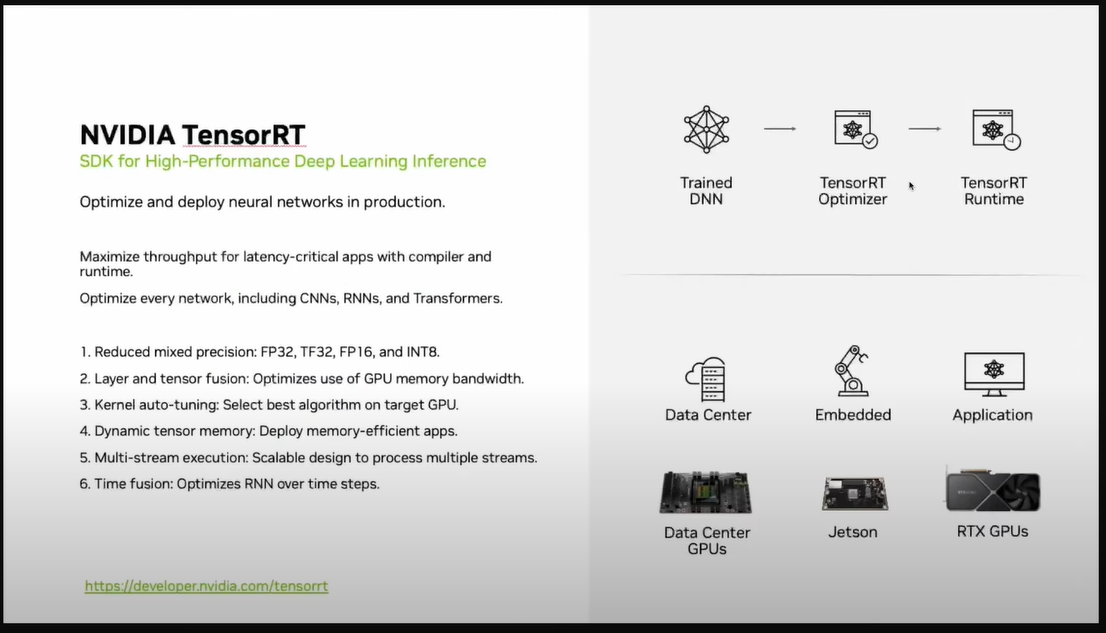 NVIDIA TensorRT
SDK for High-Performance Deep Learning Inference
Optimize and deploy neural networks in production.
Maximize throughput for latency-critical apps with compiler and
runtime.
Optimize every network, including CNNs, RNNs, and Transformers.
1. Reduced mixed precision: FP32, TF32, FP16, and INT8.
2. Layer and tensor fusion: Optimizes use of GPU memory bandwidth.
3. Kernel auto-tuning: Select best algorithm on target GPU.
4. Dynamic tensor memory: Deploy memory-efficient apps.
5. Multi-stream execution: Scalable design to process multiple streams.
6. Time fusion: Optimizes RNN over time steps.
https://developer.nvidia.com/tensorrt
Trained
DNN
TensorRT
Optimizer
TensorRT
Runtime
Data Center
Embedded
Application
Data Center
GPUs
Jetson
RTX GPUs